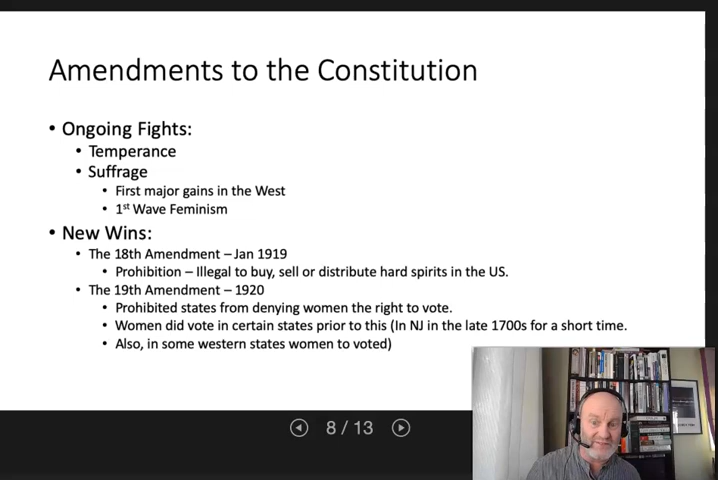 Amendments to the Constitution
• Ongoing Fights:
• Temperance
• Suffrage
• First major gains in the West
• 1st Wave Feminism
• New Wins:
• The 18th Amendment – Jan 1919
• Prohibition – Illegal to buy, sell or distribute hard spirits in the US.
• The 19th Amendment – 1920
• Prohibited states from denying women the right to vote.
• Women did vote in certain states prior to this (In NJ in the late 1700s for a short time.
• Also, in some western states women to voted)
8 / 13